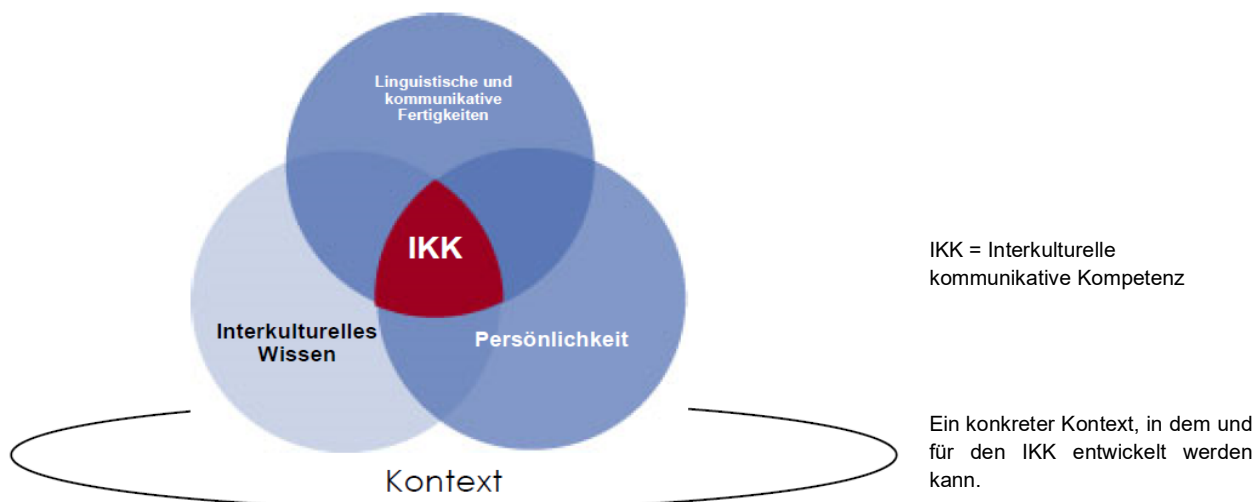 Linguistische und
kommunikative
Fertigkeiten
IKK
Interkulturelles
Wissen
Persönlichkeit
Kontext
IKK = Interkulturelle
kommunikative Kompetenz
Ein konkreter Kontext, in dem und
für den IKK entwickelt werden
kann.